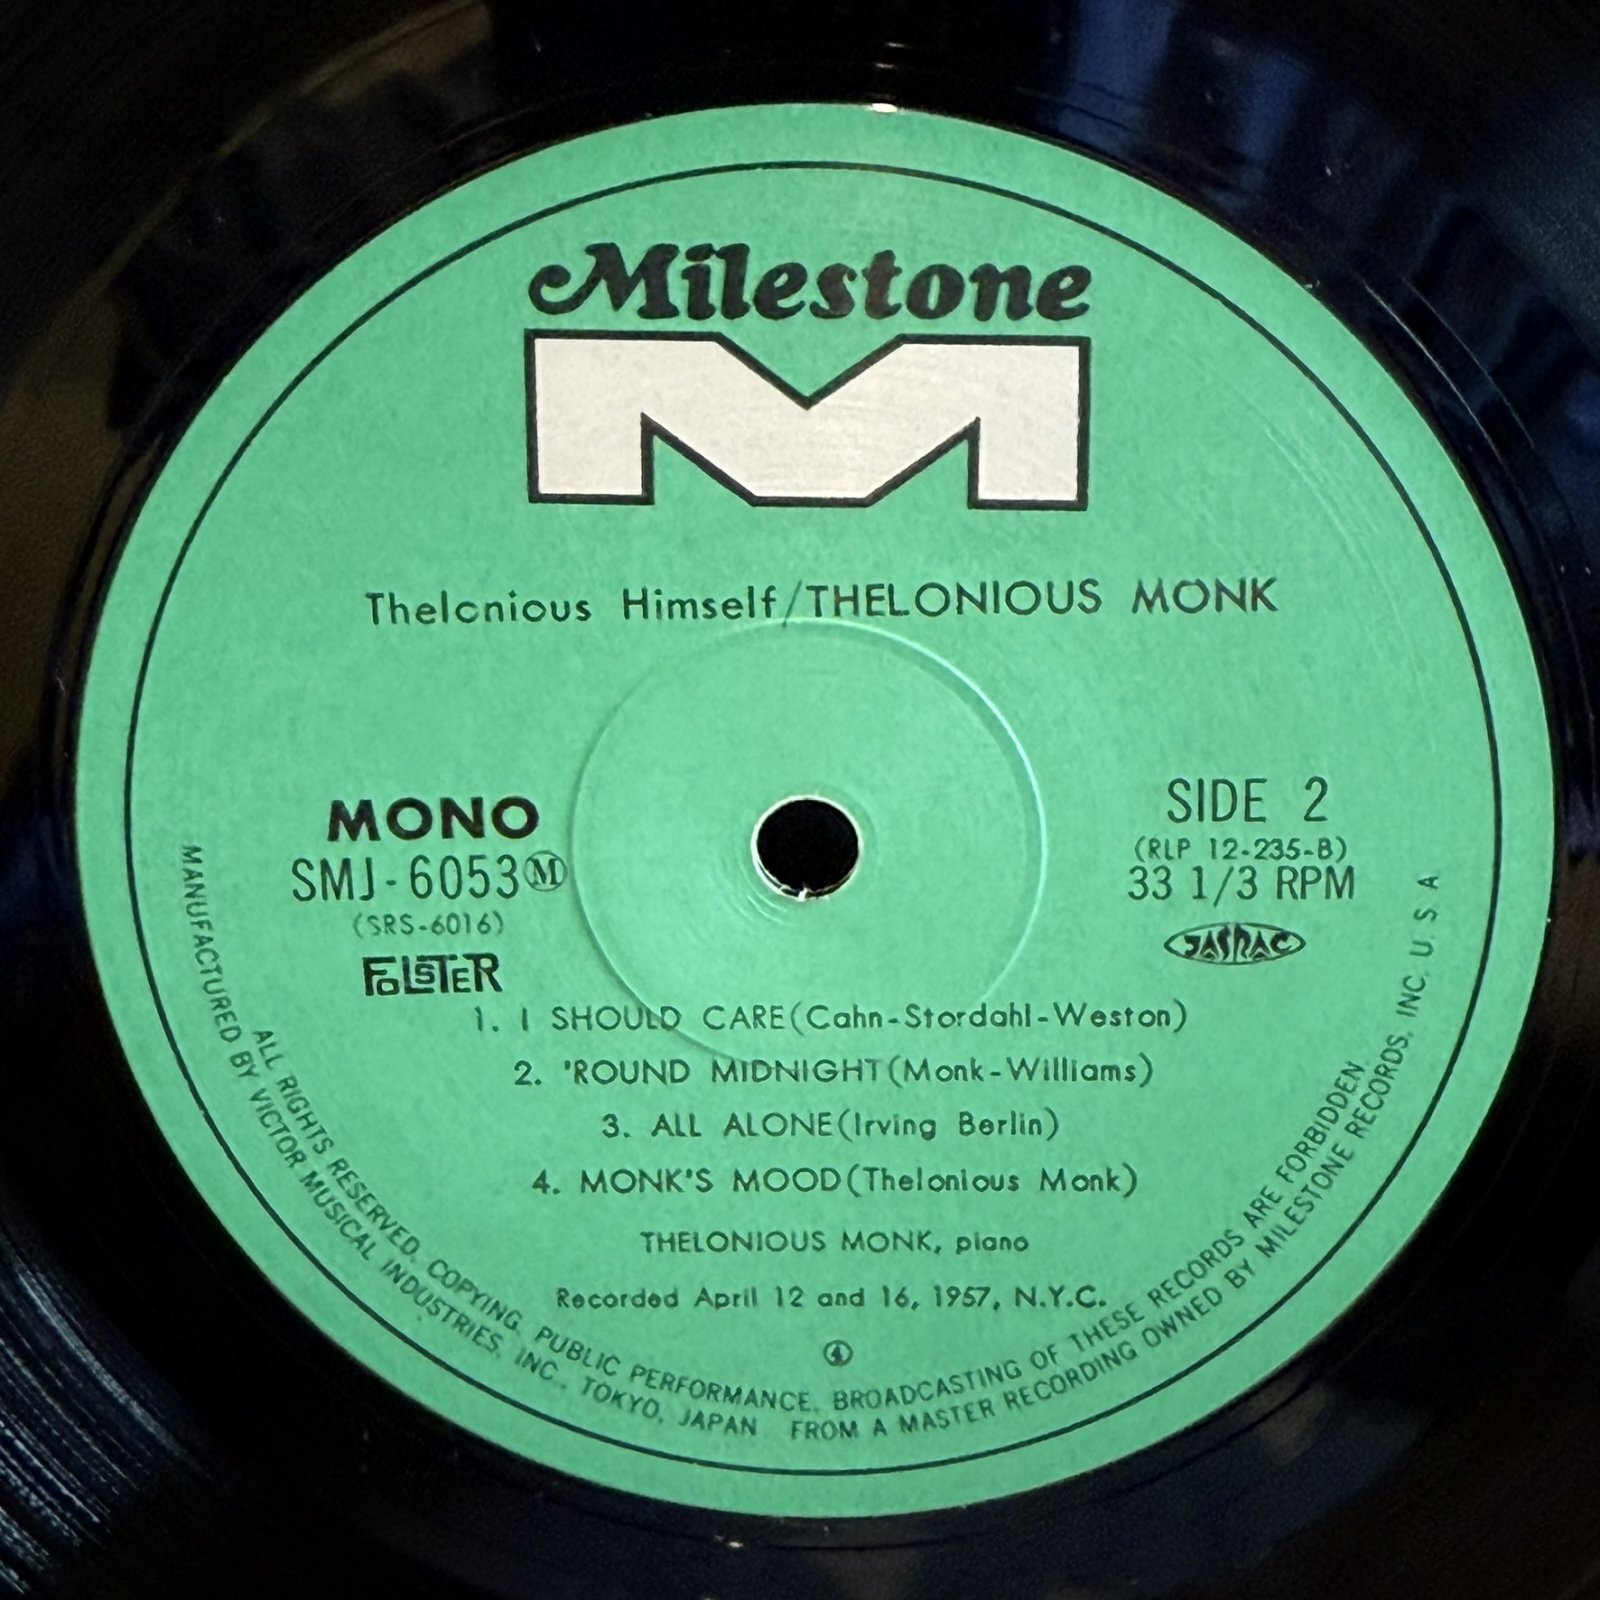 Milestone
Thelonious Himself/THELONIOUS MONK
MONO
SMJ-6053Ⓜ
(SRS-6016)
FOLSTER
SIDE 2
(RLP 12-235-B)
33 1/3 RPM
JASRAC
1. I SHOULD CARE(Cahn-Stordahl-Weston)
2. 'ROUND MIDNIGHT(Monk-Williams)
3. ALL ALONE(Irving Berlin)
4. MONK'S MOOD(Thelonious Monk)
THELONIOUS MONK, piano
Recorded April 12 and 16, 1957, N.Y.C.
④
ALL RIGHTS RESERVED. COPYING, PUBLIC PERFORMANCE, BROADCASTING OF THESE RECORDS ARE FORBIDDEN.
MANUFACTURED BY VICTOR MUSICAL INDUSTRIES, INC., TOKYO, JAPAN FROM A MASTER RECORDING OWNED BY MILESTONE RECORDS, INC. U.S.A